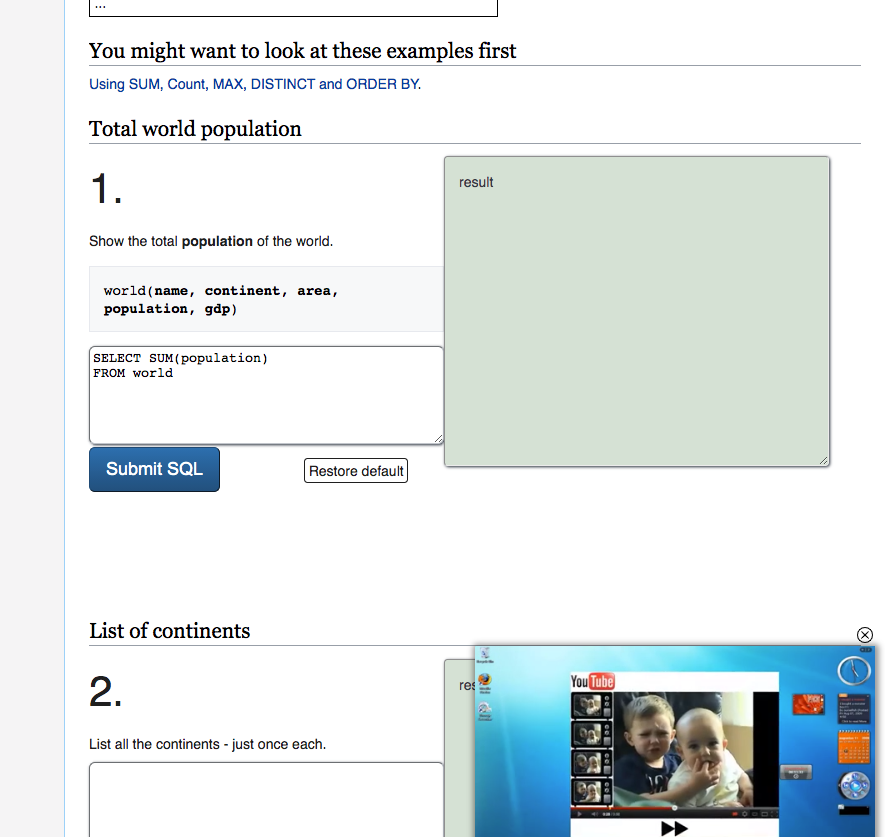 ...
You might want to look at these examples first
Using SUM, Count, MAX, DISTINCT and ORDER BY.
Total world population
1.
Show the total population of the world.
world(name, continent, area,
population, gdp)
SELECT SUM(population)
FROM world
Submit SQL
Restore default
result
List of continents
2.
List all the continents - just once each.
res
YouTube